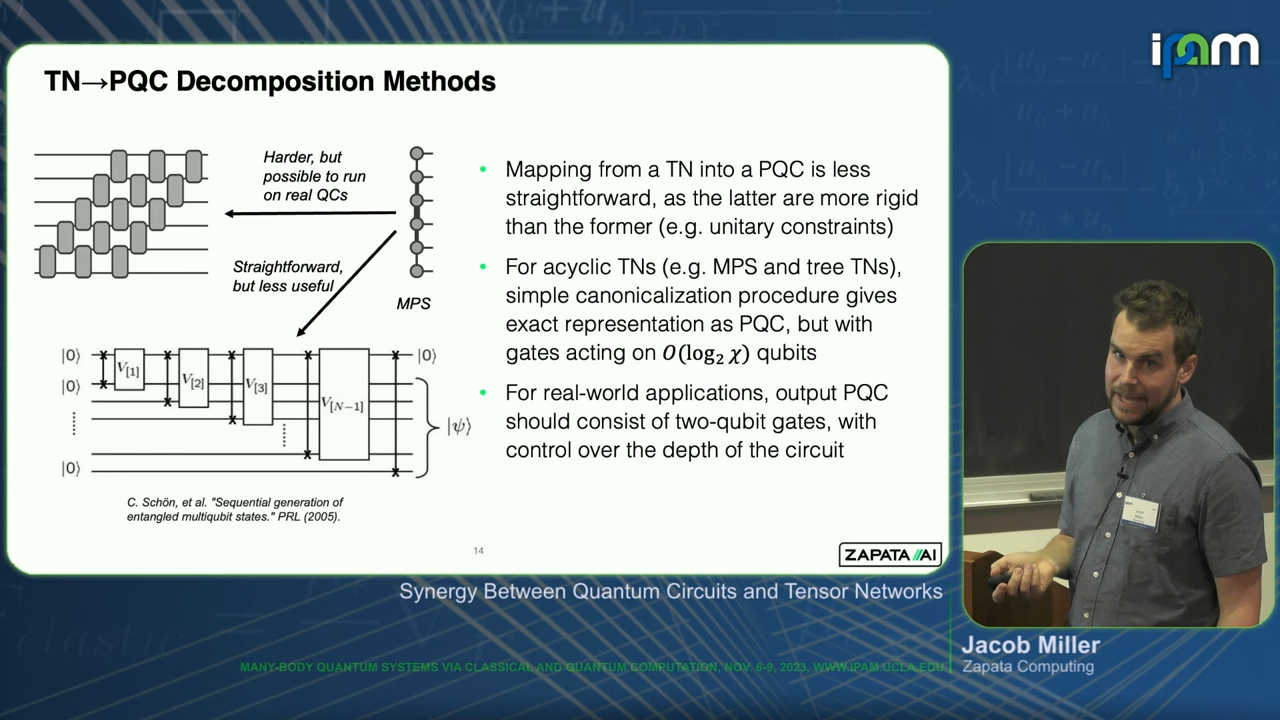 ipam
TN→PQC Decomposition Methods
Harder, but
possible to run
on real QCs
Straightforward,
but less useful
MPS
|0⟩
|0⟩
|0⟩
V[1]
V[2]
V[3]
V[N−1]
|0⟩
|ψ⟩
C. Schön, et al. "Sequential generation of
entangled multiqubit states." PRL (2005).
• Mapping from a TN into a PQC is less
straightforward, as the latter are more rigid
than the former (e.g. unitary constraints)
• For acyclic TNs (e.g. MPS and tree TNs),
simple canonicalization procedure gives
exact representation as PQC, but with
gates acting on O(log₂ χ) qubits
• For real-world applications, output PQC
should consist of two-qubit gates, with
control over the depth of the circuit
14
ZAPATA //AI
Synergy Between Quantum Circuits and Tensor Networks
Jacob Miller
Zapata Computing
MANY-BODY QUANTUM SYSTEMS VIA CLASSICAL AND QUANTUM COMPUTATION, NOV. 6-9, 2023, WWW.IPAM.UCLA.EDU